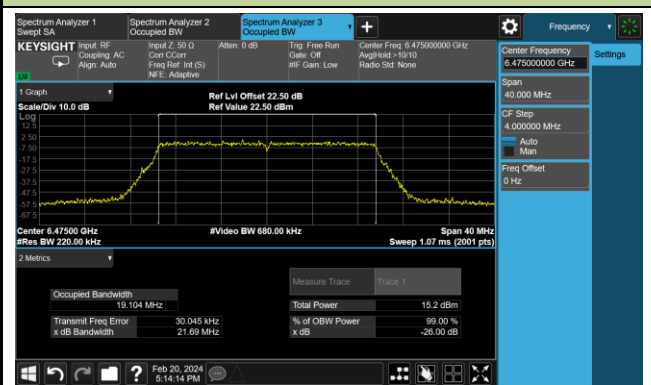 Spectrum Analyzer 1
Swept SA
Spectrum Analyzer 2
Occupied BW
Spectrum Analyzer 3
Occupied BW
Frequency
KEYSIGHT
Input: RF
Coupling: AC
Align: Auto
Input Z: 50 Ω
Corr CCorr
Freq Ref: Int (S)
NFE: Adaptive
Atten: 0 dB
Trig: Free Run
Gate: Off
#IF Gain: Low
Center Freq: 6.475000000 GHz
Avg|Hold:>10/10
Radio Std: None
LXI
Center Frequency
6.475000000 GHz
Settings
Span
40.000 MHz
CF Step
4.000000 MHz
Auto
Man
Freq Offset
0 Hz
1 Graph
Scale/Div 10.0 dB
Ref Lvl Offset 22.50 dB
Ref Value 22.50 dBm
Log
12.5
2.50
-7.50
-17.5
-27.5
-37.5
-47.5
-57.5
-67.5
Center 6.47500 GHz
#Res BW 220.00 kHz
#Video BW 680.00 kHz
Span 40 MHz
Sweep 1.07 ms (2001 pts)
2 Metrics
Measure Trace
Trace 1
Occupied Bandwidth
19.104 MHz
Total Power
15.2 dBm
Transmit Freq Error
30.045 kHz
% of OBW Power
99.00 %
x dB Bandwidth
21.69 MHz
x dB
-26.00 dB
?
Feb 20, 2024
5:14:14 PM